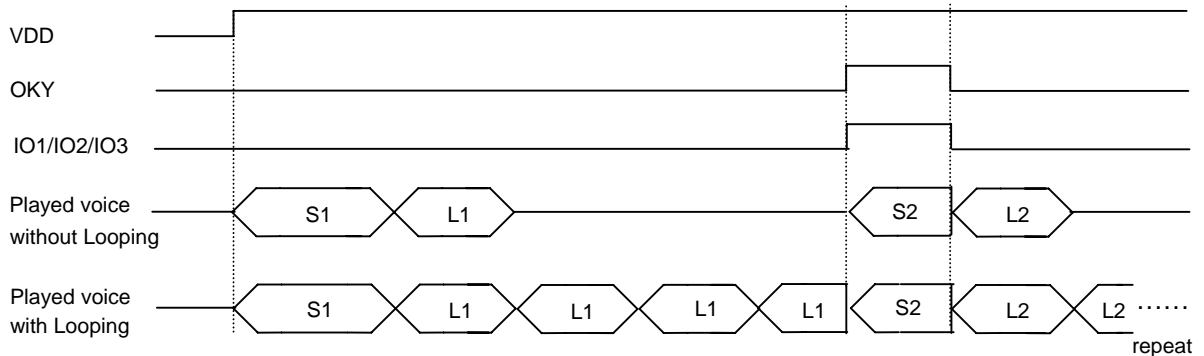 VDD
OKY
IO1/IO2/IO3
Played voice
without Looping
S1 L1 S2 L2
Played voice
with Looping
S1 L1 L1 L1 L1 S2 L2 L2 ······
repeat